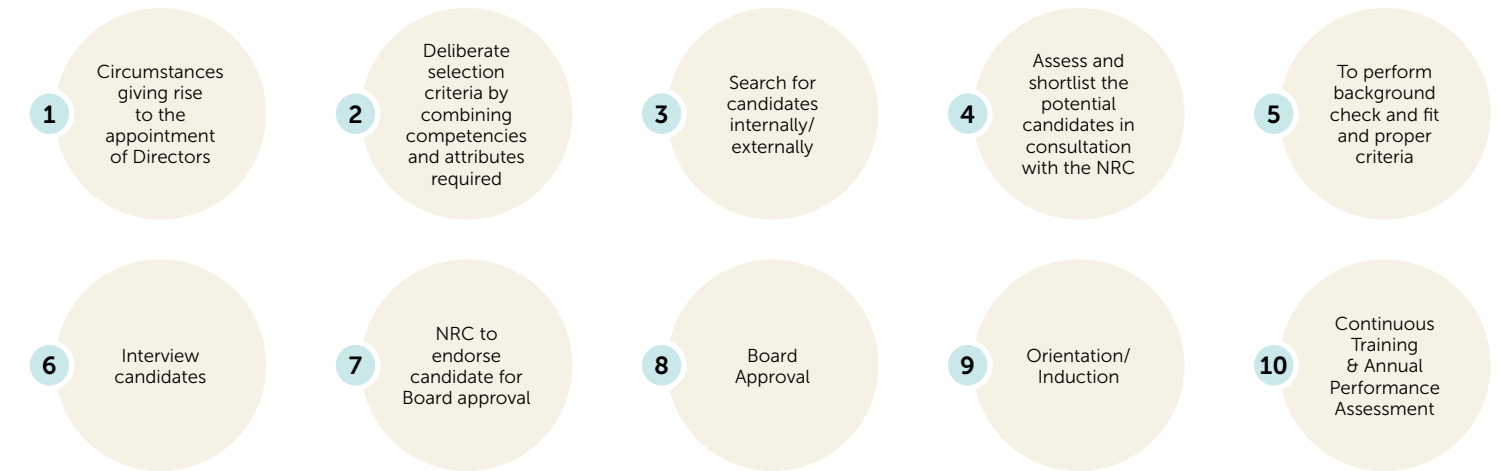 1
Circumstances
giving rise
to the
appointment
of Directors
2
Deliberate
selection
criteria by
combining
competencies
and attributes
required
3
Search for
candidates
internally/
externally
4
Assess and
shortlist the
potential
candidates in
consultation
with the NRC
5
To perform
background
check and fit
and proper
criteria
6
Interview
candidates
7
NRC to
endorse
candidate for
Board approval
8
Board
Approval
9
Orientation/
Induction
10
Continuous
Training
& Annual
Performance
Assessment